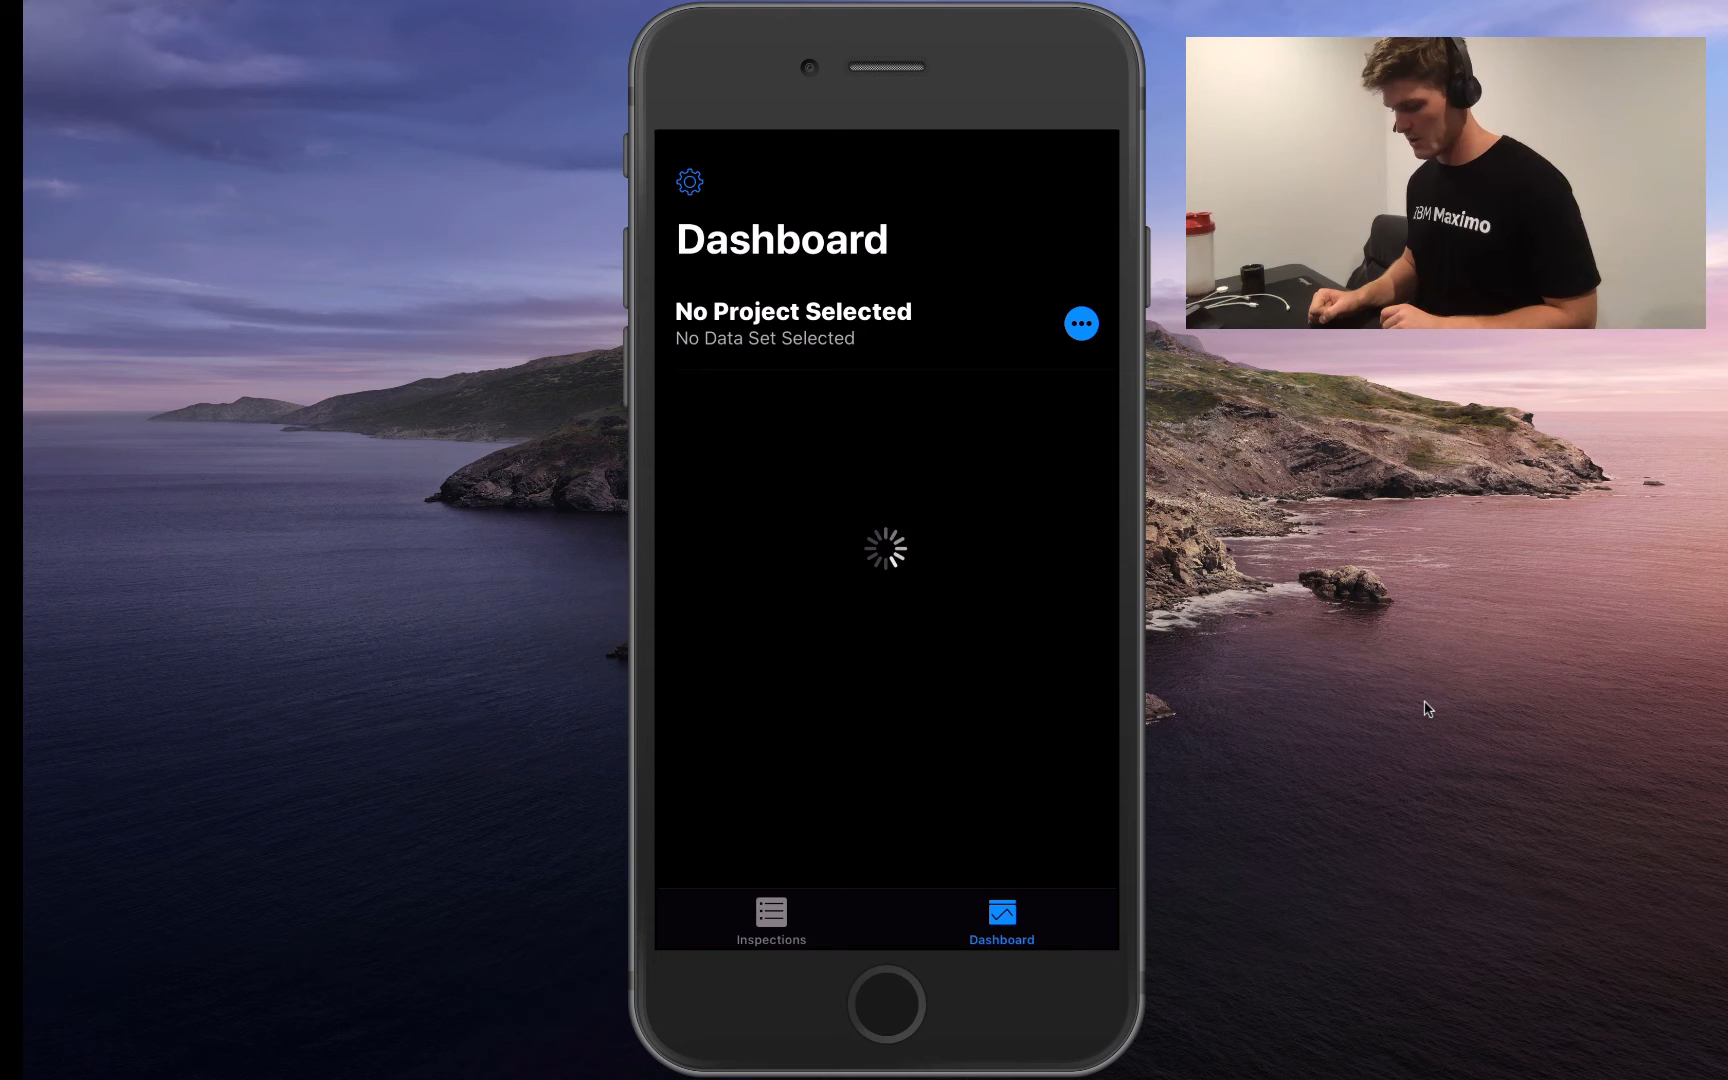 Dashboard
No Project Selected
No Data Set Selected
Inspections
Dashboard
IBM Maximo